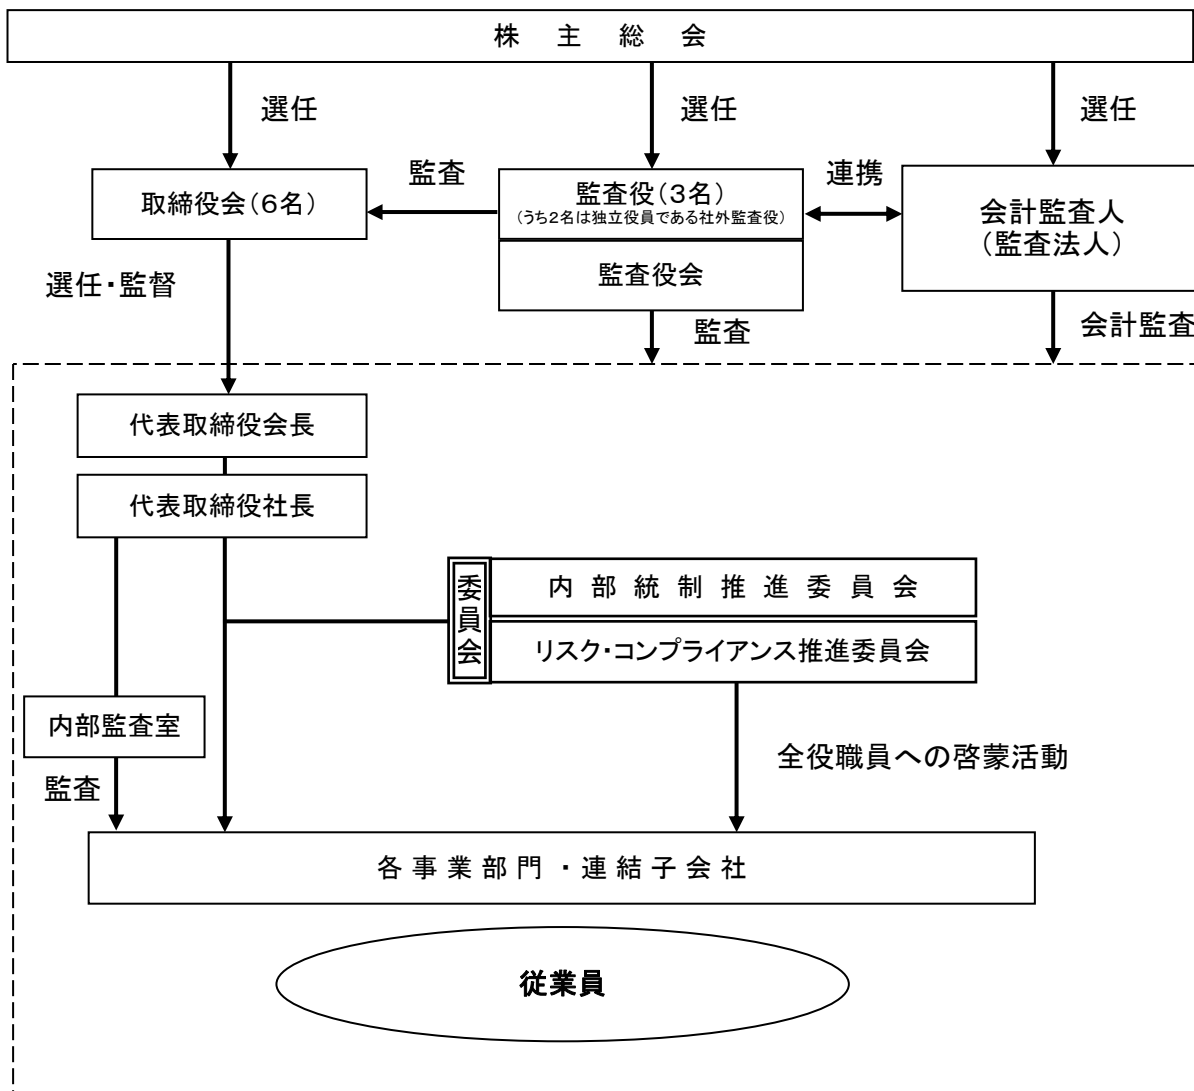 株主総会
選任
選任
選任
取締役会(6名)
監査
監査役(3名)
(うち2名は独立役員である社外監査役)
監査役会
連携
会計監査人
(監査法人)
選任・監督
監査
会計監査
代表取締役会長
代表取締役社長
委員会
内部統制推進委員会
リスク・コンプライアンス推進委員会
内部監査室
監査
全役職員への啓蒙活動
各事業部門・連結子会社
従業員